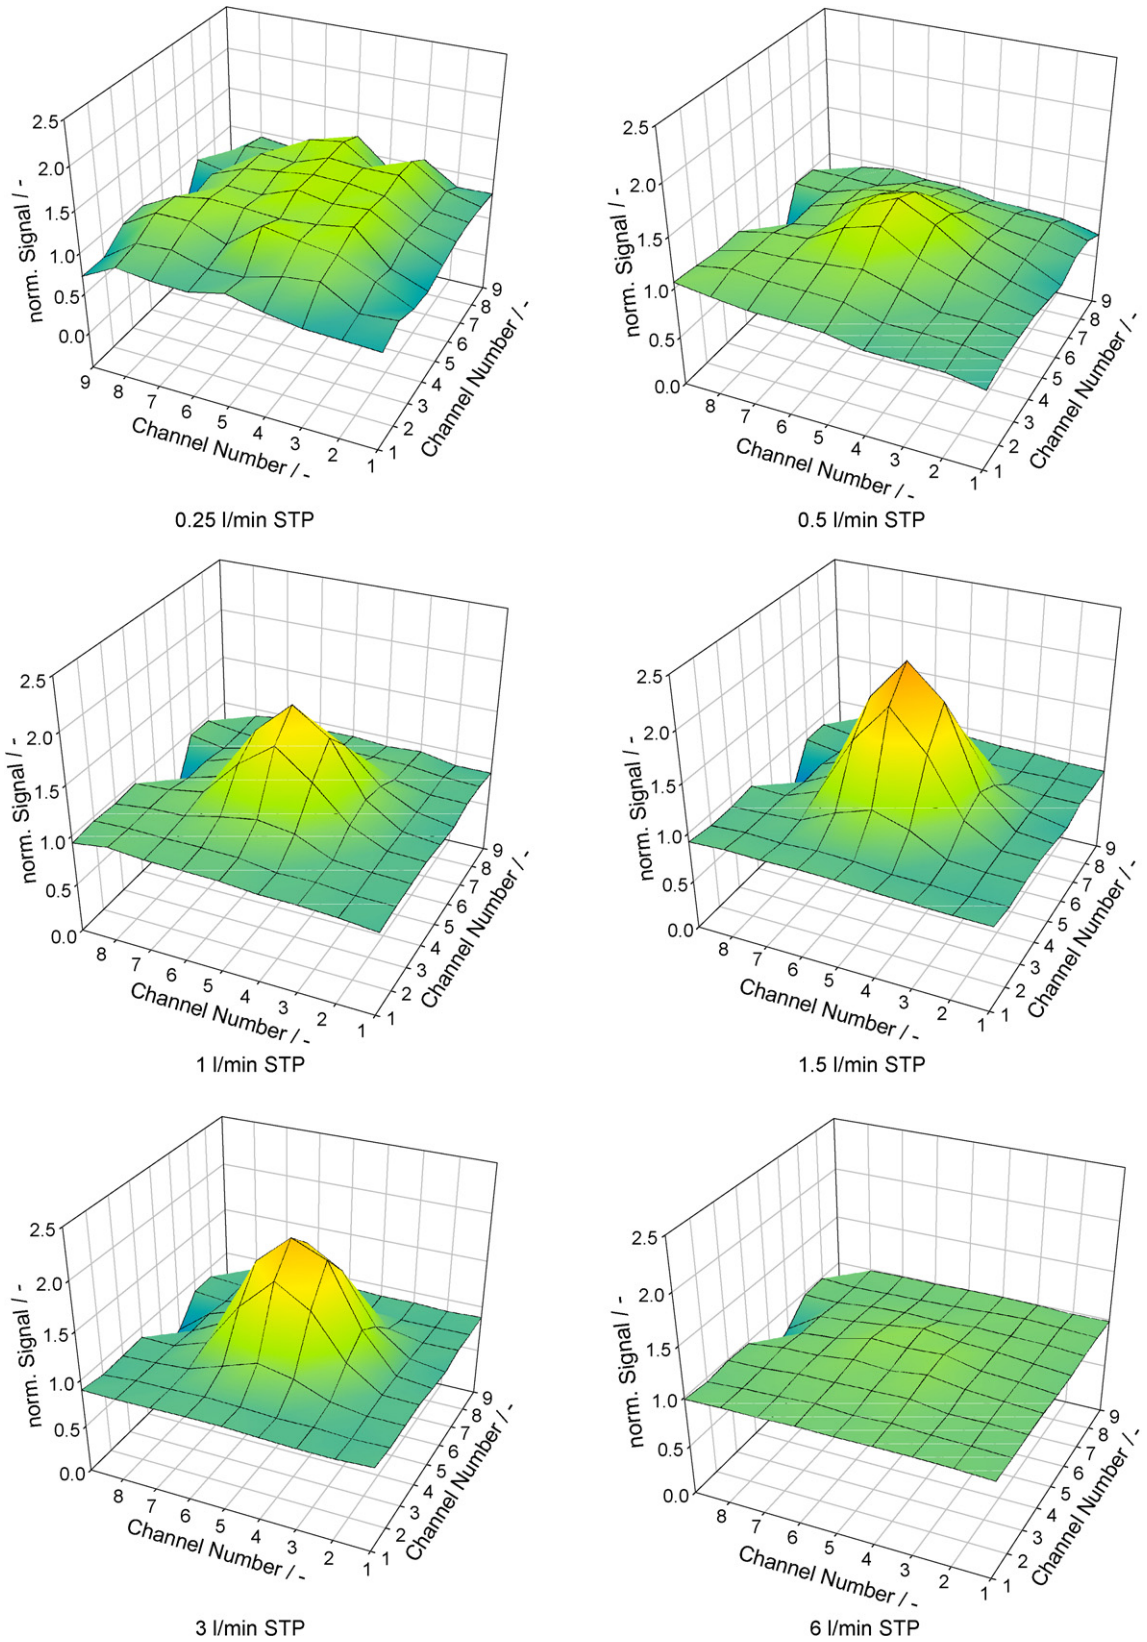 2.5
2.0
1.5
1.0
0.5
0.0
norm. Signal / -
9 8 7 6 5 4 3 2 1
Channel Number / -
1 2 3 4 5 6 7 8 9
Channel Number / -
0.25 l/min STP
2.5
2.0
1.5
1.0
0.5
0.0
norm. Signal / -
8 7 6 5 4 3 2 1
Channel Number / -
1 2 3 4 5 6 7 8 9
Channel Number / -
0.5 l/min STP
2.5
2.0
1.5
1.0
0.5
0.0
norm. Signal / -
8 7 6 5 4 3 2 1
Channel Number / -
1 2 3 4 5 6 7 8 9
Channel Number / -
1 l/min STP
2.5
2.0
1.5
1.0
0.5
0.0
norm. Signal / -
8 7 6 5 4 3 2 1
Channel Number / -
1 2 3 4 5 6 7 8 9
Channel Number / -
1.5 l/min STP
2.5
2.0
1.5
1.0
0.5
0.0
norm. Signal / -
8 7 6 5 4 3 2 1
Channel Number / -
1 2 3 4 5 6 7 8 9
Channel Number / -
3 l/min STP
2.5
2.0
1.5
1.0
0.5
0.0
norm. Signal / -
8 7 6 5 4 3 2 1
Channel Number / -
1 2 3 4 5 6 7 8 9
Channel Number / -
6 l/min STP